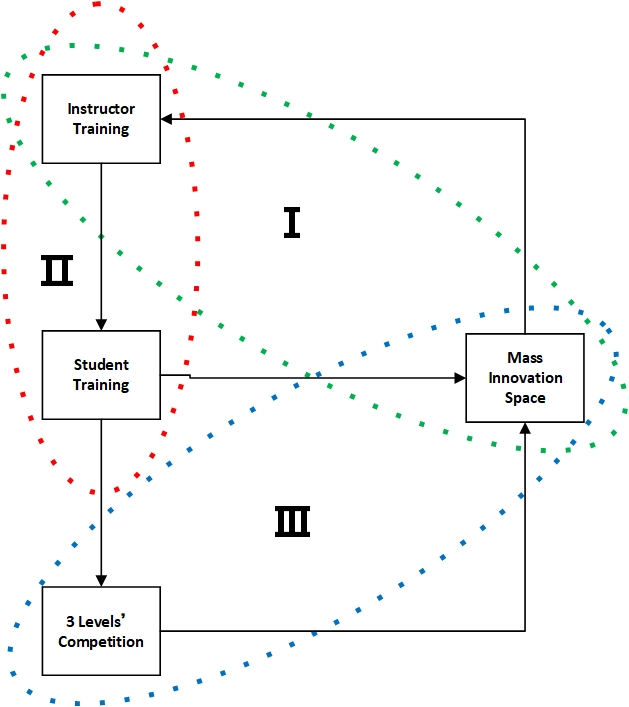 Instructor
Training
I
II
Student
Training
Mass
Innovation
Space
III
3 Levels’
Competition